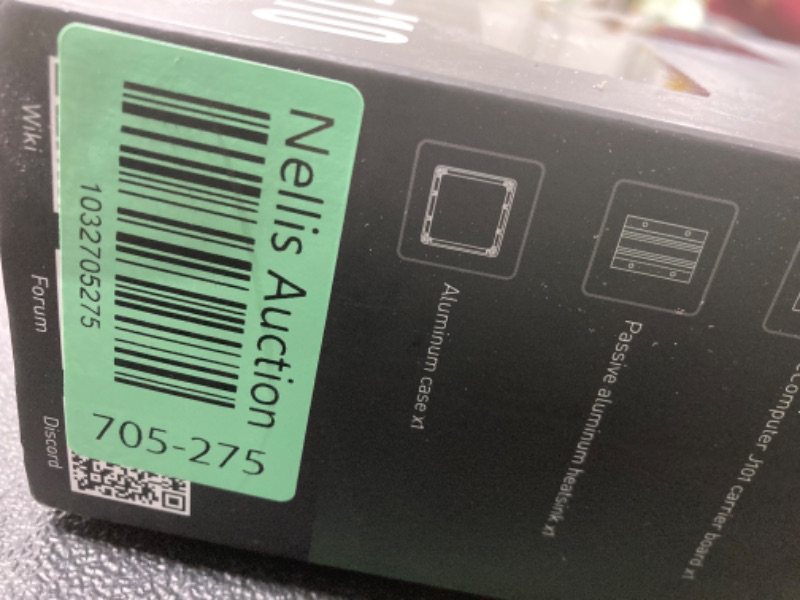 Nellis Auction
1032705275
705-275
Wiki
Forum
Discord
Aluminum case x1
Passive aluminum heatsink x1
Computer J101 carrier board x1